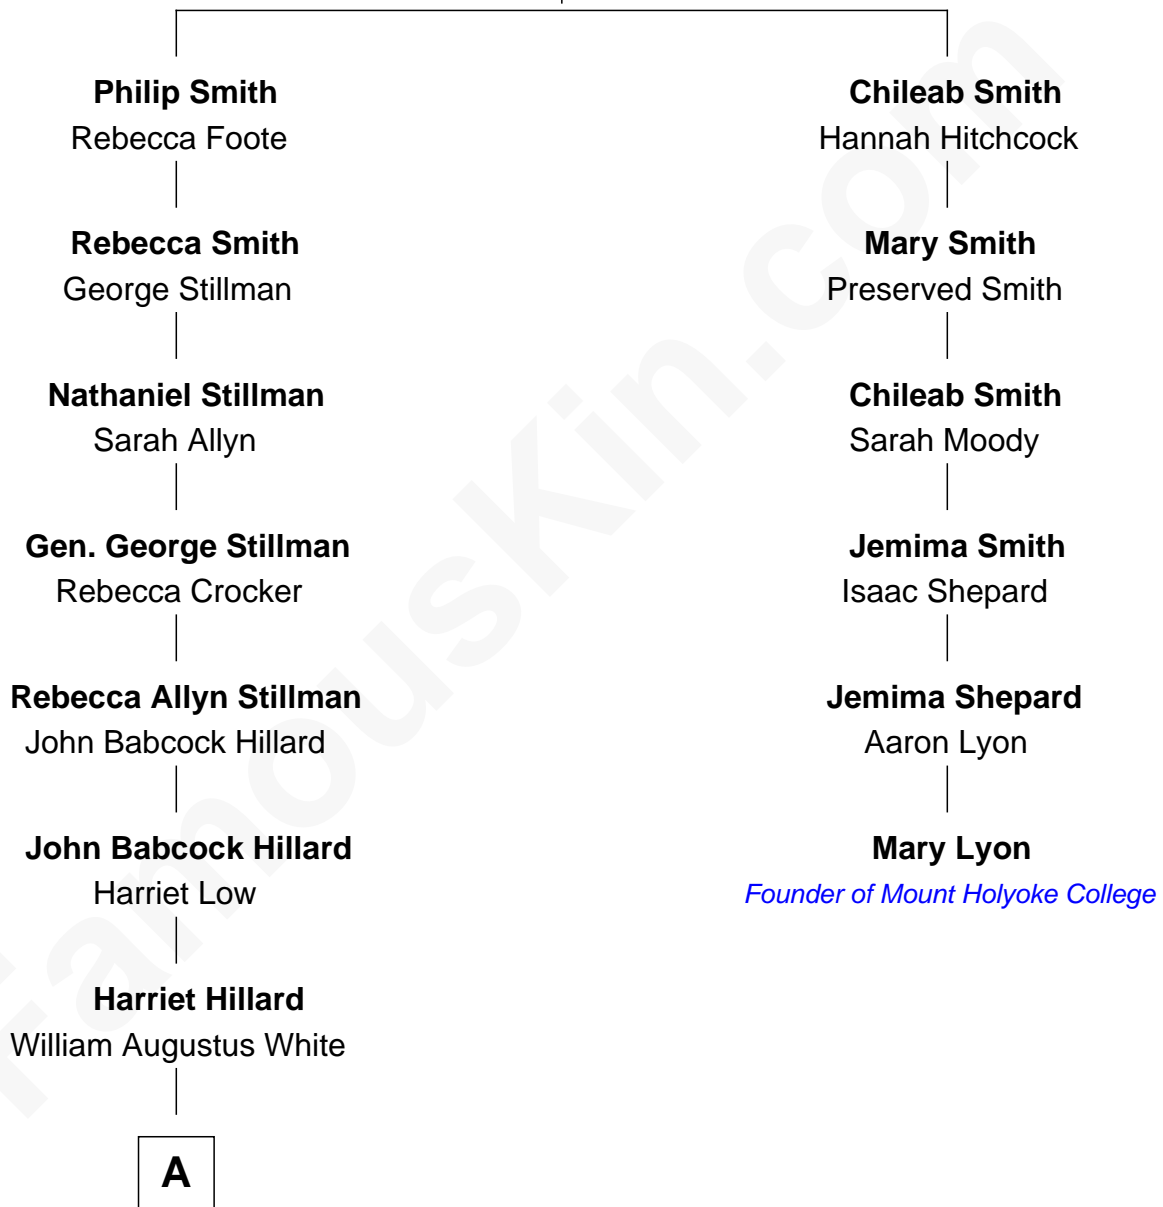 Philip Smith
Rebecca Foote
Rebecca Smith
George Stillman
Nathaniel Stillman
Sarah Allyn
Gen. George Stillman
Rebecca Crocker
Rebecca Allyn Stillman
John Babcock Hillard
John Babcock Hillard
Harriet Low
Harriet Hillard
William Augustus White
A
Chileab Smith
Hannah Hitchcock
Mary Smith
Preserved Smith
Chileab Smith
Sarah Moody
Jemima Smith
Isaac Shepard
Jemima Shepard
Aaron Lyon
Mary Lyon
Founder of Mount Holyoke College
FamousKin.com